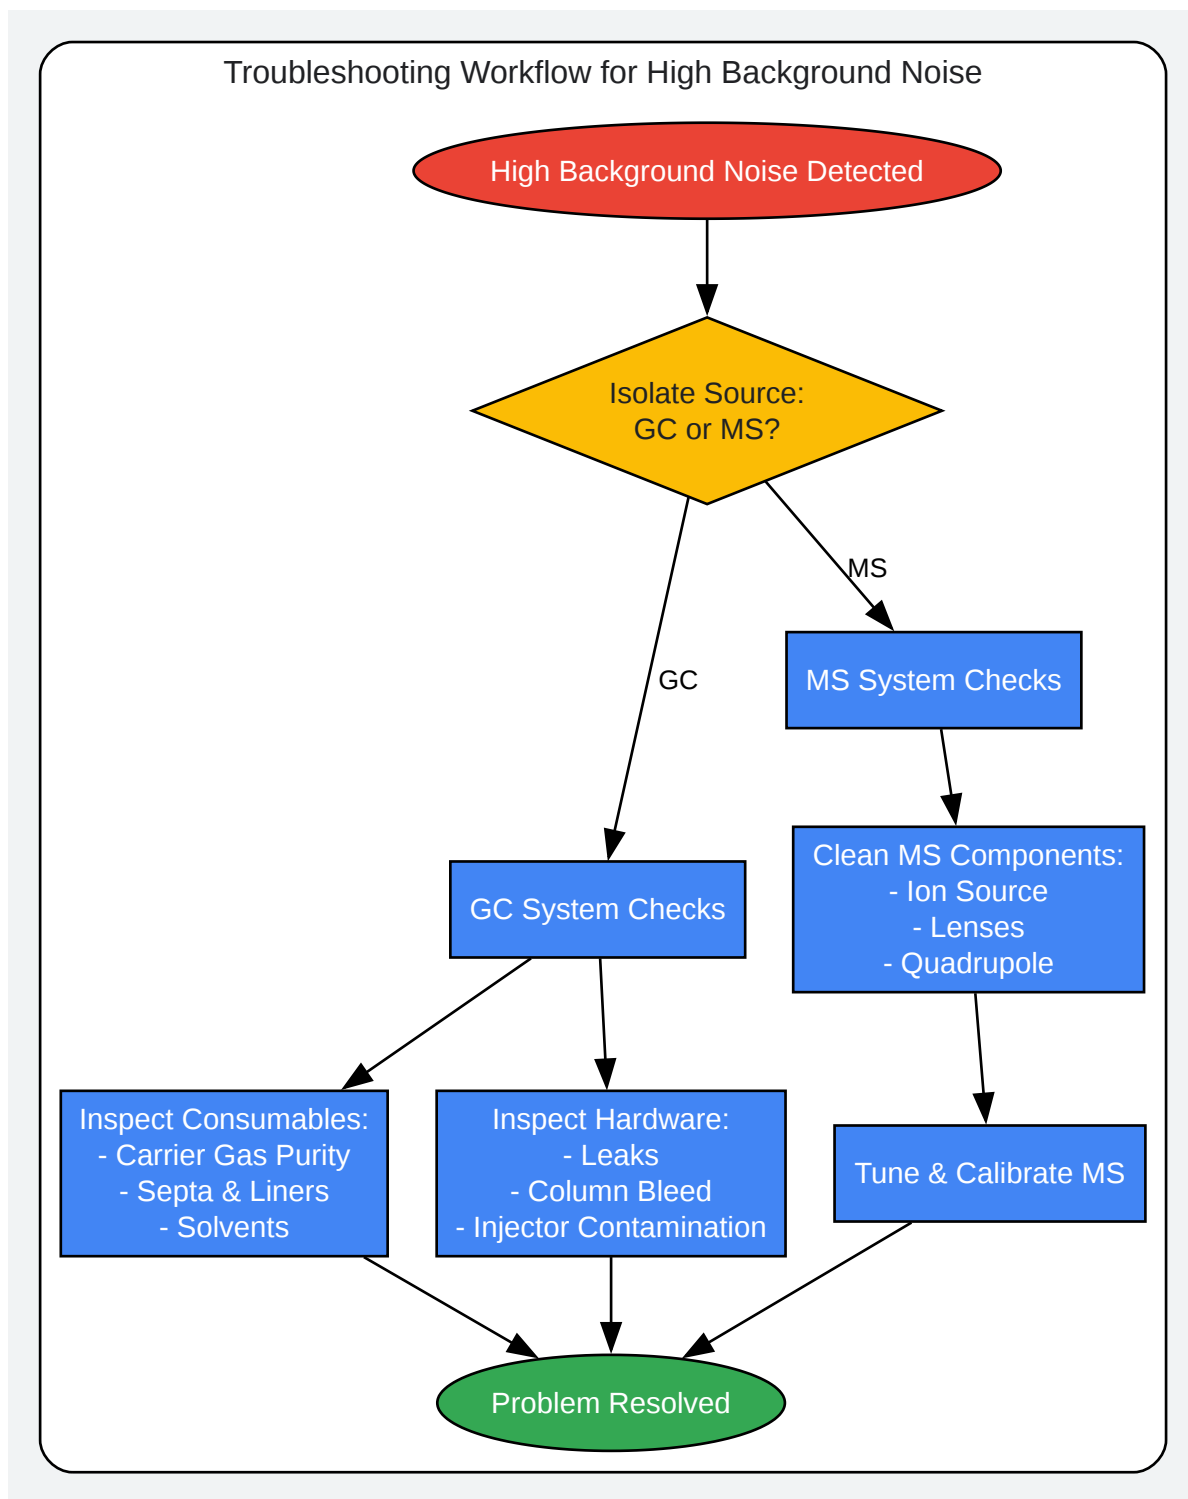 Troubleshooting Workflow for High Background Noise
High Background Noise Detected
Isolate Source:
GC or MS?
MS
GC
MS System Checks
Clean MS Components:
- Ion Source
- Lenses
- Quadrupole
GC System Checks
Inspect Consumables:
- Carrier Gas Purity
- Septa & Liners
- Solvents
Inspect Hardware:
- Leaks
- Column Bleed
- Injector Contamination
Tune & Calibrate MS
Problem Resolved